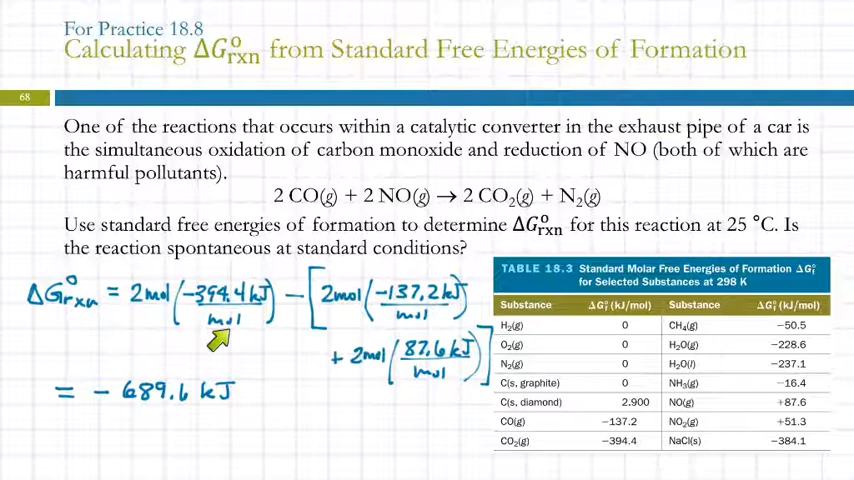 For Practice 18.8
Calculating ΔG°rxn from Standard Free Energies of Formation
68
One of the reactions that occurs within a catalytic converter in the exhaust pipe of a car is
the simultaneous oxidation of carbon monoxide and reduction of NO (both of which are
harmful pollutants).
2 CO(g) + 2 NO(g) → 2 CO₂(g) + N₂(g)
Use standard free energies of formation to determine ΔG°rxn for this reaction at 25 °C. Is
the reaction spontaneous at standard conditions?
ΔG°rxn = 2mol (-394.4 kJ/mol) - [2mol (-137.2 kJ/mol)
+ 2mol (87.6 kJ/mol)]
= - 689.6 kJ
TABLE 18.3 Standard Molar Free Energies of Formation ΔG°f
for Selected Substances at 298 K
Substance ΔG°f (kJ/mol) Substance ΔG°f (kJ/mol)
H₂(g) 0 CH₄(g) −50.5
O₂(g) 0 H₂O(g) −228.6
N₂(g) 0 H₂O(l) −237.1
C(s, graphite) 0 NH₃(g) −16.4
C(s, diamond) 2.900 NO(g) +87.6
CO(g) −137.2 NO₂(g) +51.3
CO₂(g) −394.4 NaCl(s) −384.1